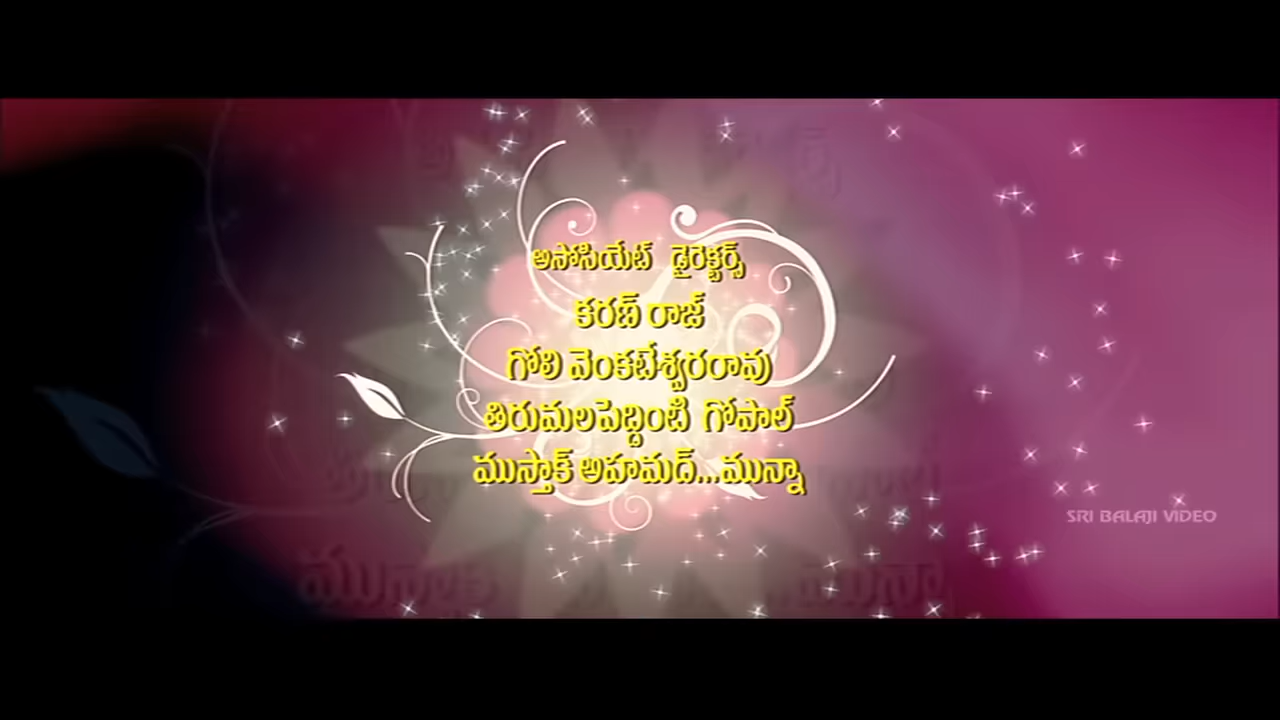 అసోసియేట్ డైరెక్టర్స్
కరణ్ రాజ్
గోలి వెంకటేశ్వరరావు
తిరుమలపెద్దింటి గోపాల్
ముస్తాక్ అహమద్...మున్నా
SRI BALAJI VIDEO